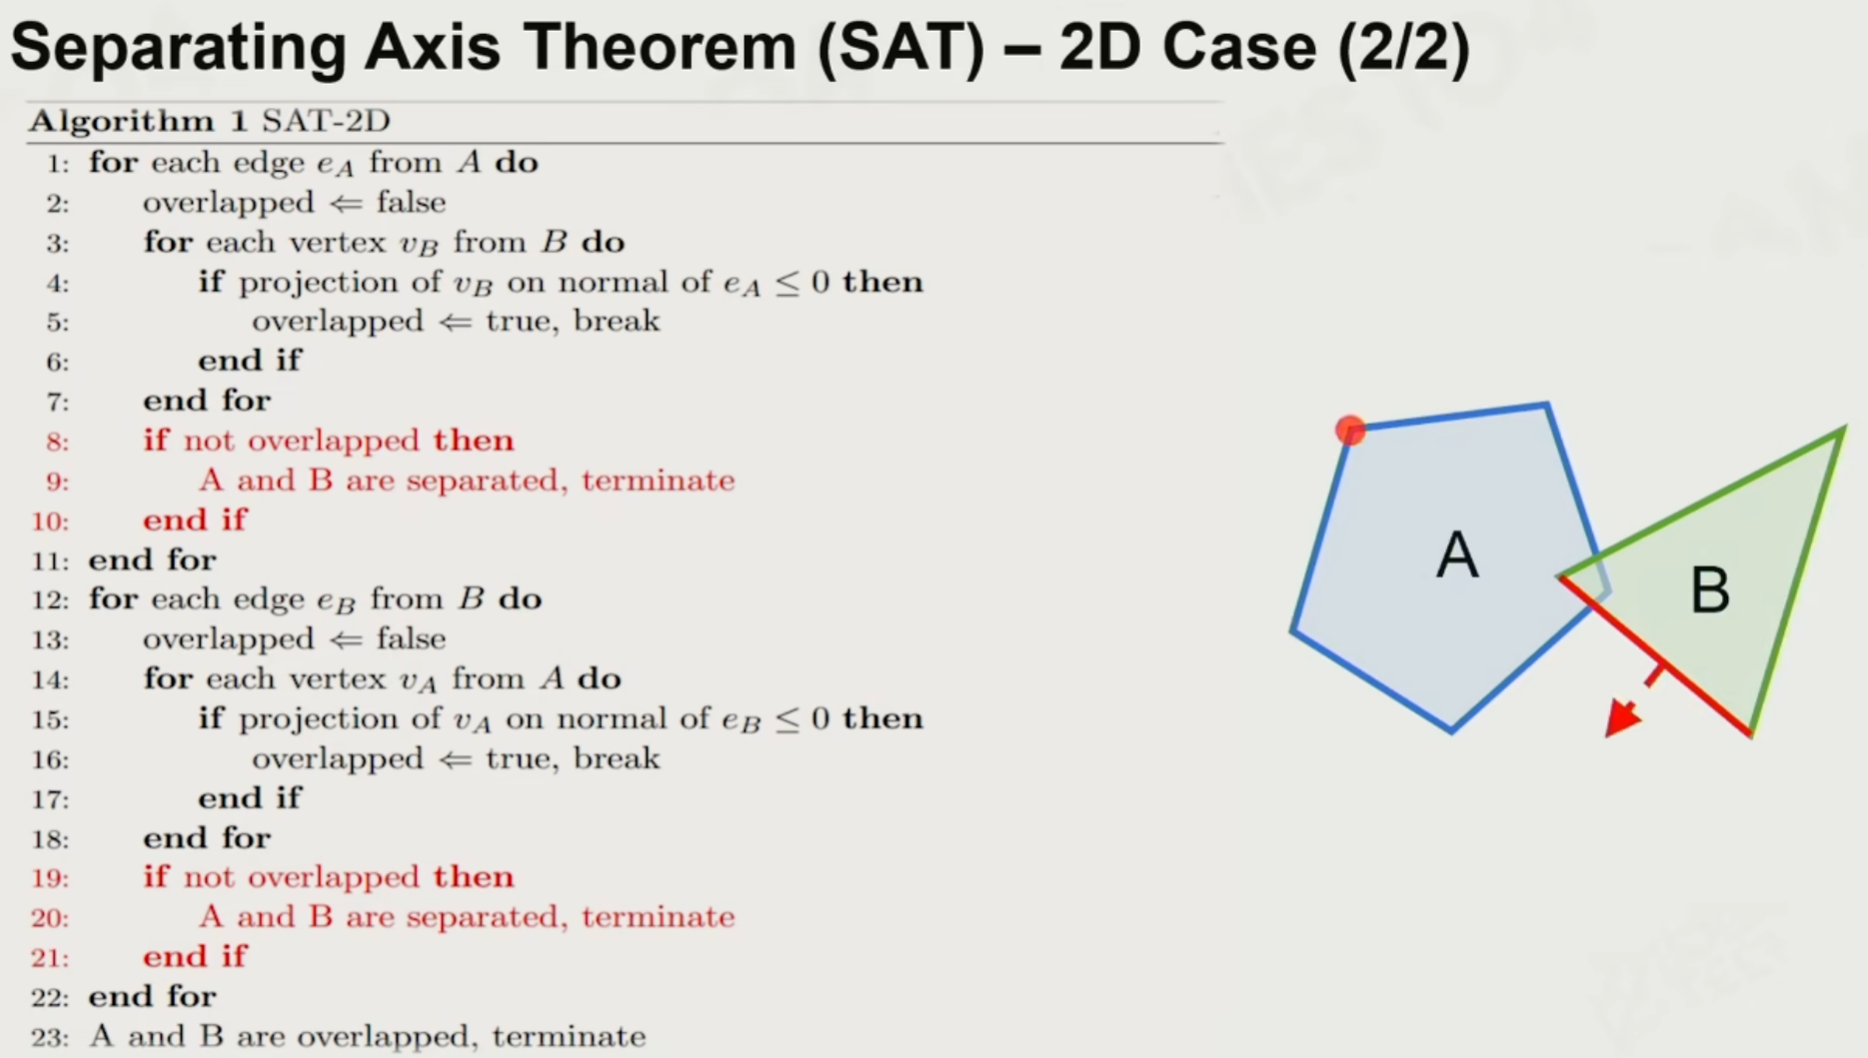 Separating Axis Theorem (SAT) – 2D Case (2/2)
Algorithm 1 SAT-2D
1: for each edge e_A from A do
2: overlapped ⇐ false
3: for each vertex v_B from B do
4: if projection of v_B on normal of e_A ≤ 0 then
5: overlapped ⇐ true, break
6: end if
7: end for
8: if not overlapped then
9: A and B are separated, terminate
10: end if
11: end for
12: for each edge e_B from B do
13: overlapped ⇐ false
14: for each vertex v_A from A do
15: if projection of v_A on normal of e_B ≤ 0 then
16: overlapped ⇐ true, break
17: end if
18: end for
19: if not overlapped then
20: A and B are separated, terminate
21: end if
22: end for
23: A and B are overlapped, terminate
A
B